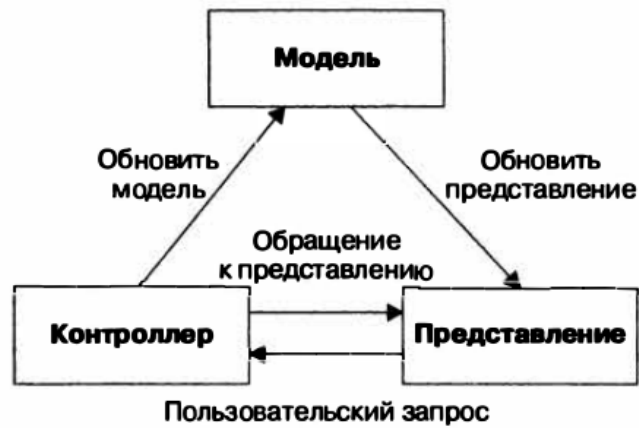 Модель
Обновить
модель
Обновить
представление
Обращение
к представлению
Контроллер
Представление
Пользовательский запрос